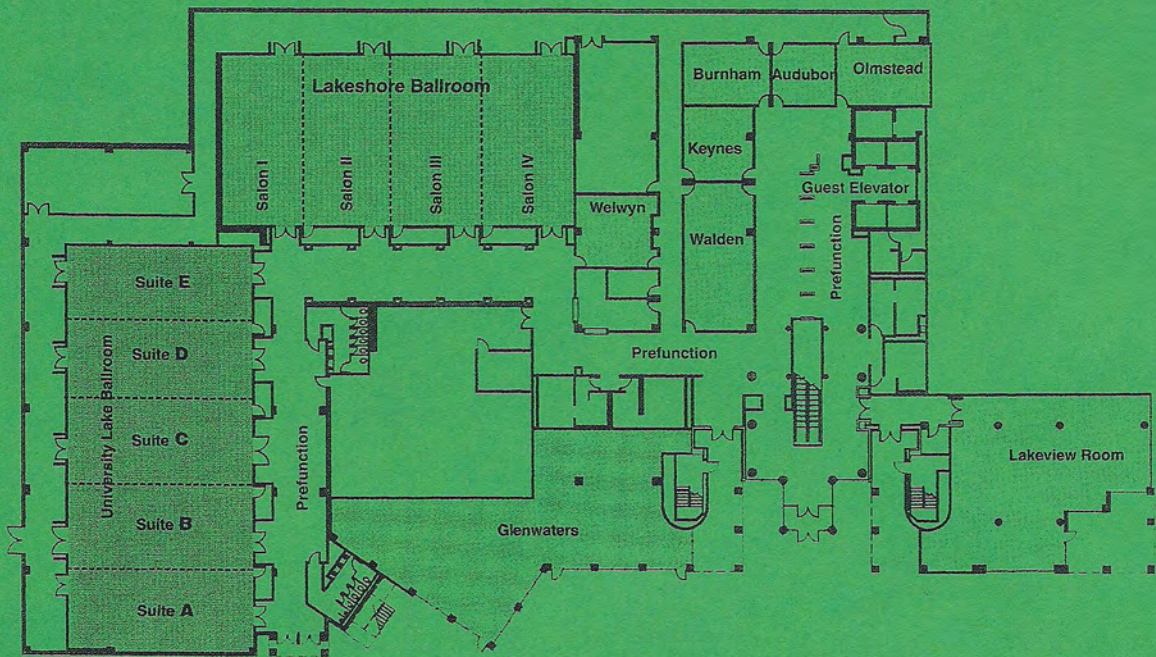 Lakeshore Ballroom
Salon I
Salon II
Salon III
Salon IV
Burnham
Audubon
Olmstead
Keynes
Guest Elevator
Welwyn
Walden
Prefunction
Suite E
Suite D
Suite C
Suite B
Suite A
University Lake Ballroom
Prefunction
Prefunction
Glenwaters
Lakeview Room